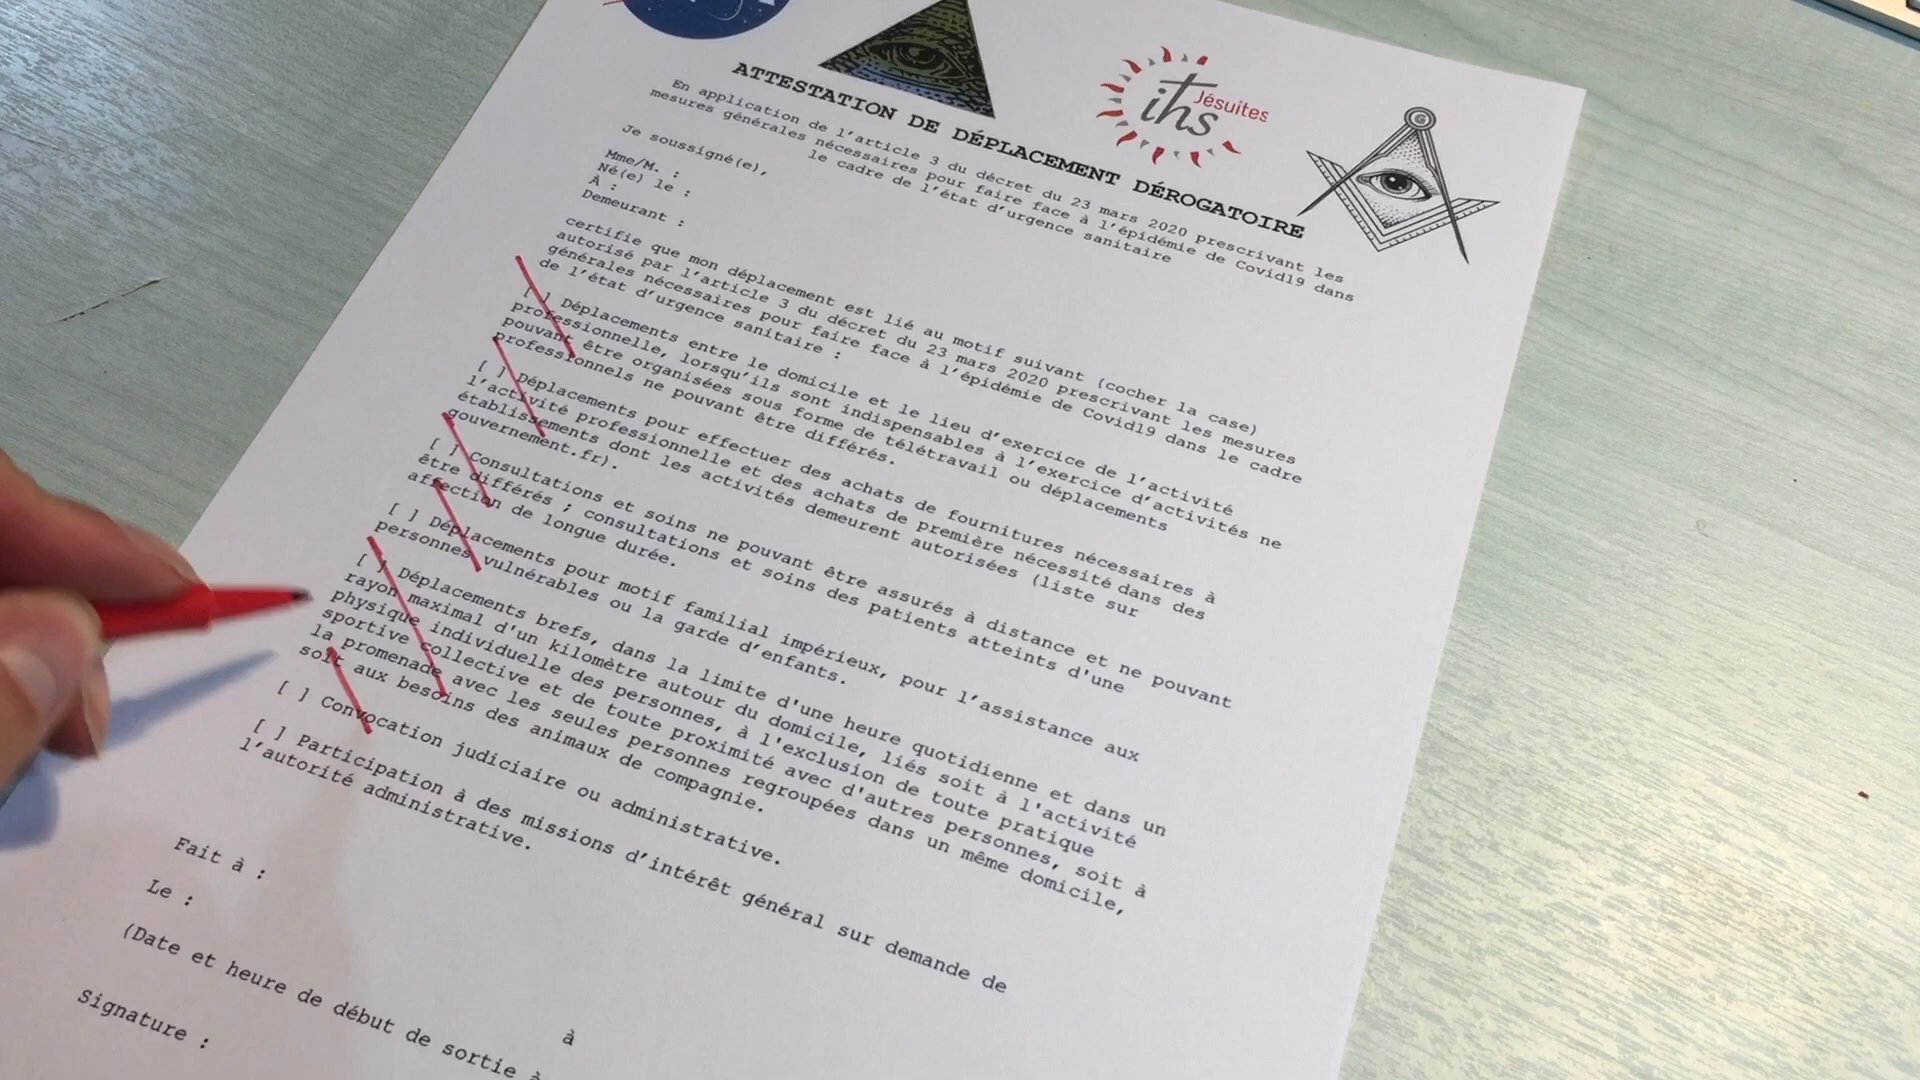 ihs Jésuites
G
ATTESTATION DE DÉPLACEMENT DÉROGATOIRE
En application de l'article 3 du décret du 23 mars 2020 prescrivant les
mesures générales nécessaires pour faire face à l'épidémie de Covid19 dans
le cadre de l'état d'urgence sanitaire
Je soussigné(e),
Mme/M. :
Né(e) le :
À :
Demeurant :
certifie que mon déplacement est lié au motif suivant (cocher la case)
autorisé par l'article 3 du décret du 23 mars 2020 prescrivant les mesures
générales nécessaires pour faire face à l'épidémie de Covid19 dans le cadre
de l'état d'urgence sanitaire :
[ ] Déplacements entre le domicile et le lieu d'exercice de l'activité
professionnelle, lorsqu'ils sont indispensables à l'exercice d'activités ne
pouvant être organisées sous forme de télétravail ou déplacements
professionnels ne pouvant être différés.
[ ] Déplacements pour effectuer des achats de fournitures nécessaires à
l'activité professionnelle et des achats de première nécessité dans des
établissements dont les activités demeurent autorisées (liste sur
gouvernement.fr).
[ ] Consultations et soins ne pouvant être assurés à distance et ne pouvant
être différés ; consultations et soins des patients atteints d'une
affection de longue durée.
[ ] Déplacements pour motif familial impérieux, pour l'assistance aux
personnes vulnérables ou la garde d'enfants.
[ ] Déplacements brefs, dans la limite d'une heure quotidienne et dans un
rayon maximal d'un kilomètre autour du domicile, liés soit à l'activité
physique individuelle des personnes, à l'exclusion de toute pratique
sportive collective et de toute proximité avec d'autres personnes, soit à
la promenade avec les seules personnes regroupées dans un même domicile,
soit aux besoins des animaux de compagnie.
[ ] Convocation judiciaire ou administrative.
[ ] Participation à des missions d'intérêt général sur demande de
l'autorité administrative.
Fait à :
Le :
à
(Date et heure de début de sortie à
Signature :